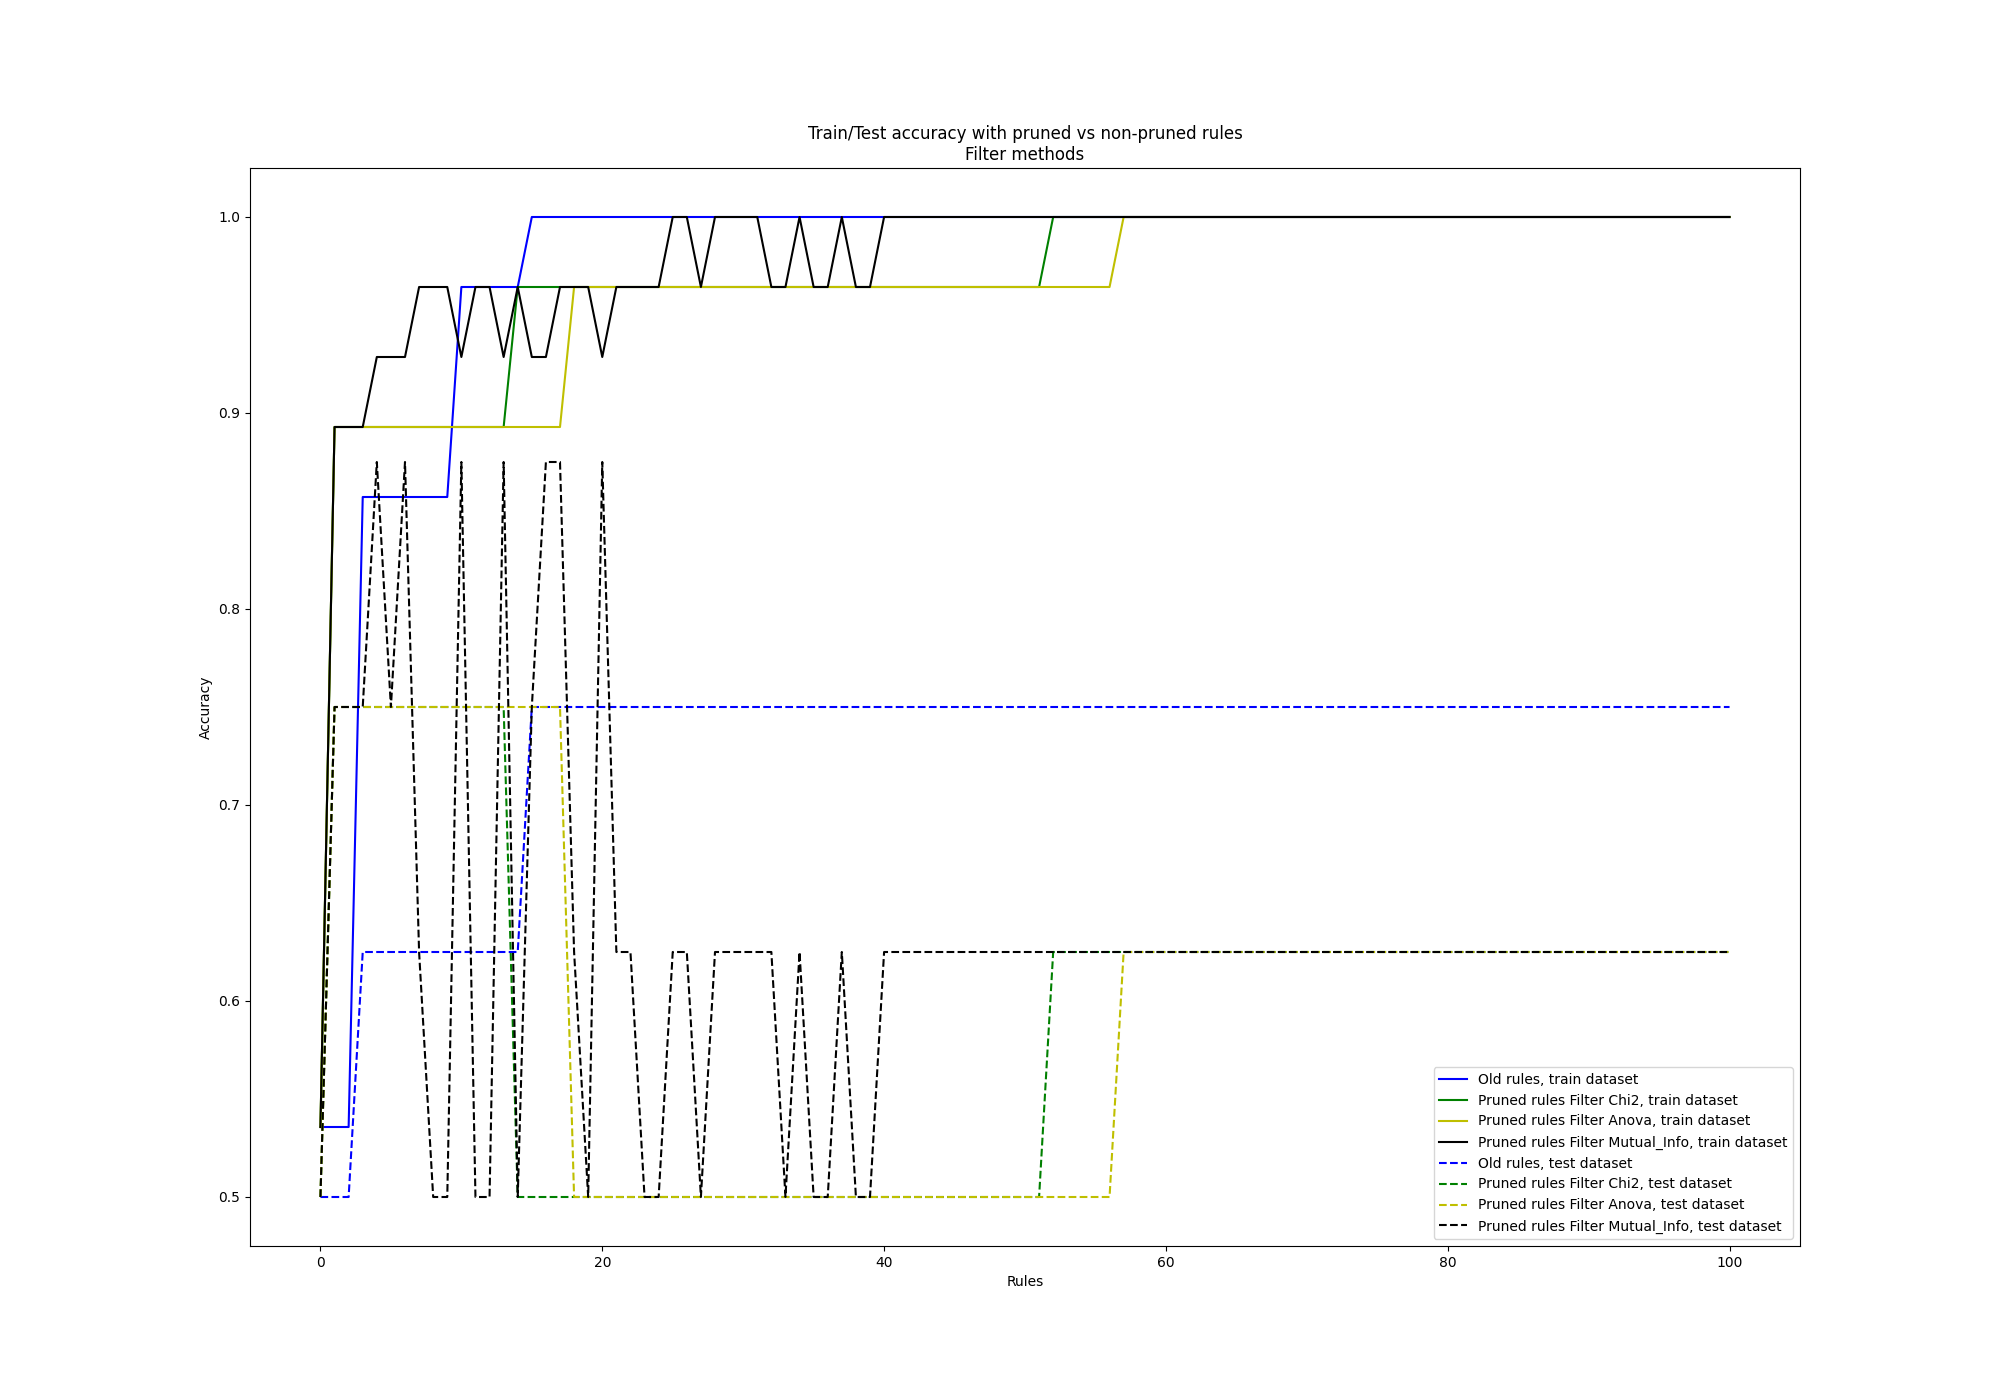 Train/Test accuracy with pruned vs non-pruned rules
Filter methods
1.0
0.9
0.8
0.7
0.6
0.5
Accuracy
0
20
40
60
80
100
Rules
Old rules, train dataset
Pruned rules Filter Chi2, train dataset
Pruned rules Filter Anova, train dataset
Pruned rules Filter Mutual_Info, train dataset
Old rules, test dataset
Pruned rules Filter Chi2, test dataset
Pruned rules Filter Anova, test dataset
Pruned rules Filter Mutual_Info, test dataset